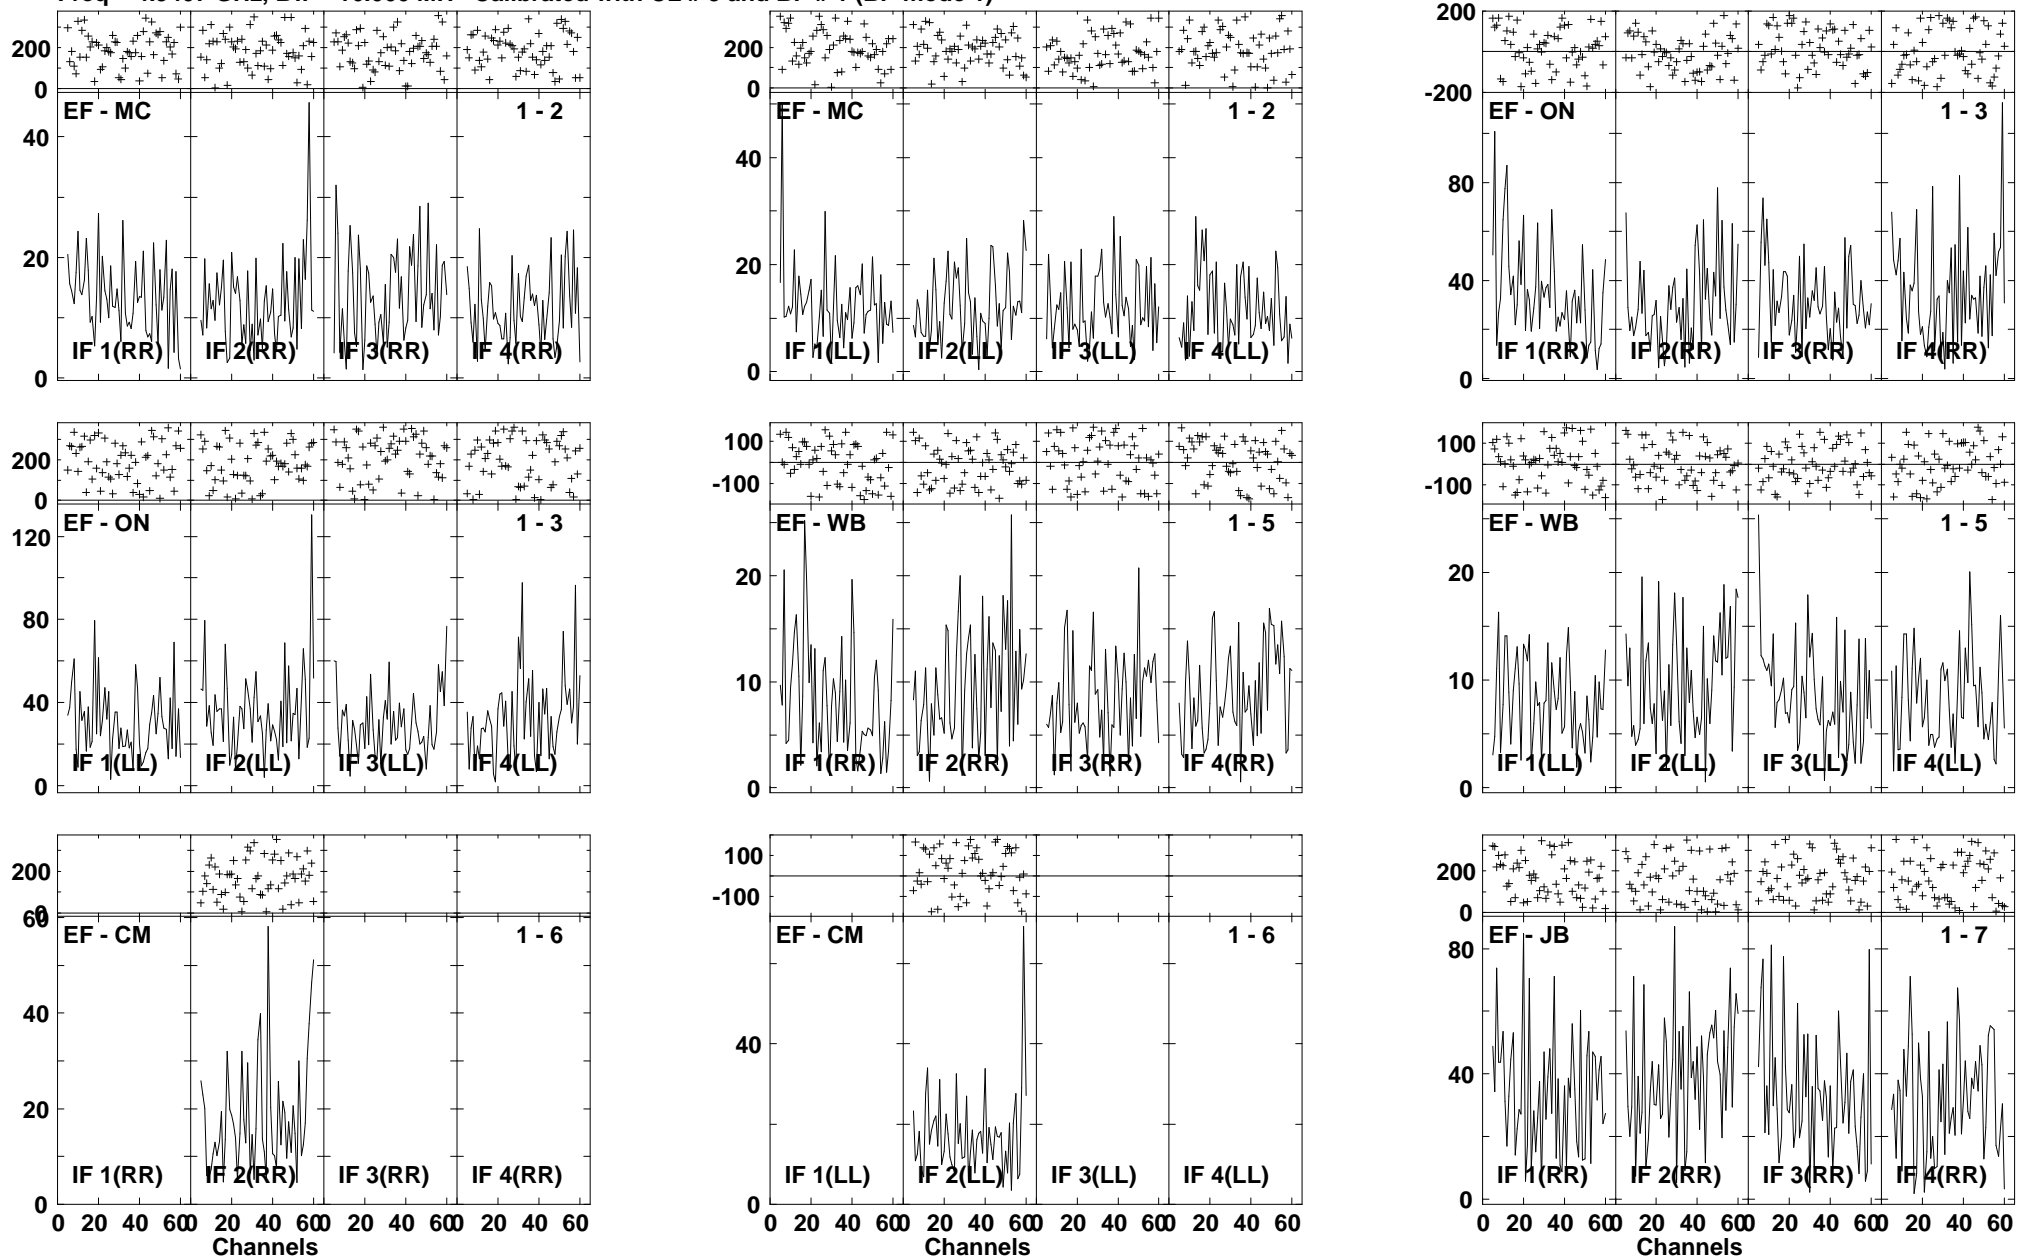 200
0
EF - MC
1 - 2
40
20
0
IF 1(RR)
IF 2(RR)
IF 3(RR)
IF 4(RR)
200
0
EF - MC
1 - 2
40
20
0
IF 1(LL)
IF 2(LL)
IF 3(LL)
IF 4(LL)
200
-200
EF - ON
1 - 3
80
40
0
IF 1(RR)
IF 2(RR)
IF 3(RR)
IF 4(RR)
200
0
EF - ON
1 - 3
120
80
40
0
IF 1(LL)
IF 2(LL)
IF 3(LL)
IF 4(LL)
100
-100
EF - WB
1 - 5
20
10
0
IF 1(RR)
IF 2(RR)
IF 3(RR)
IF 4(RR)
100
-100
EF - WB
1 - 5
20
10
0
IF 1(LL)
IF 2(LL)
IF 3(LL)
IF 4(LL)
200
0
60
EF - CM
1 - 6
40
20
0
IF 1(RR)
IF 2(RR)
IF 3(RR)
IF 4(RR)
0 20 40 60 0 20 40 60 0 20 40 60 0 20 40 60
Channels
100
-100
EF - CM
1 - 6
40
0
IF 1(LL)
IF 2(LL)
IF 3(LL)
IF 4(LL)
0 20 40 60 0 20 40 60 0 20 40 60 0 20 40 60
Channels
200
0
EF - JB
1 - 7
80
40
0
IF 1(RR)
IF 2(RR)
IF 3(RR)
IF 4(RR)
0 20 40 60 0 20 40 60 0 20 40 60 0 20 40 60
Channels